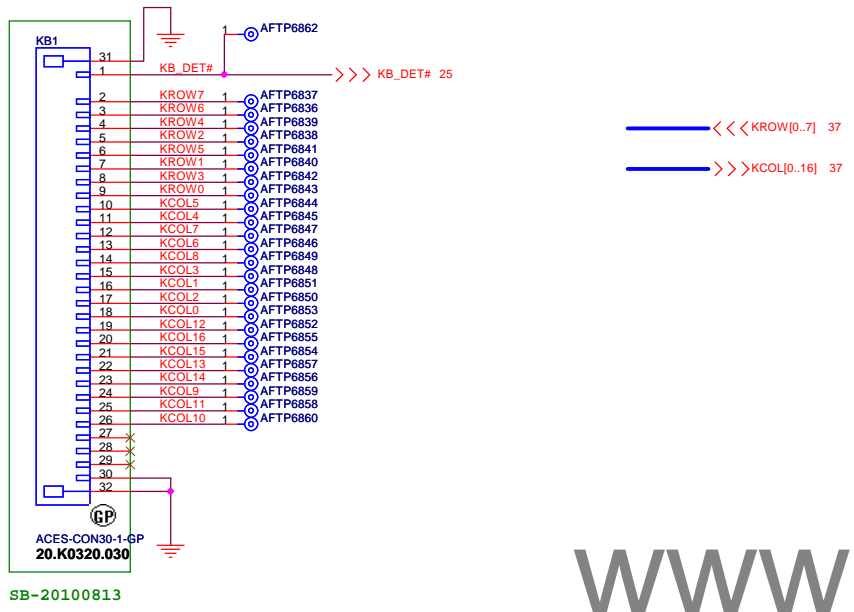 AFTP6862
1
KB1
31
1 KB_DET# KB_DET# 25
2 KROW7 1 AFTP6837
3 KROW6 1 AFTP6836
4 KROW4 1 AFTP6839
5 KROW2 1 AFTP6838
6 KROW5 1 AFTP6841
7 KROW1 1 AFTP6840
8 KROW3 1 AFTP6842
9 KROW0 1 AFTP6843
10 KCOL5 1 AFTP6844
11 KCOL4 1 AFTP6845
12 KCOL7 1 AFTP6847
13 KCOL6 1 AFTP6846
14 KCOL8 1 AFTP6849
15 KCOL3 1 AFTP6848
16 KCOL1 1 AFTP6851
17 KCOL2 1 AFTP6850
18 KCOL0 1 AFTP6853
19 KCOL12 1 AFTP6852
20 KCOL16 1 AFTP6855
21 KCOL15 1 AFTP6854
22 KCOL13 1 AFTP6857
23 KCOL14 1 AFTP6856
24 KCOL9 1 AFTP6859
25 KCOL11 1 AFTP6858
26 KCOL10 1 AFTP6860
27
28
29
30
32
GP
ACES-CON30-1-GP
20.K0320.030
SB-20100813
KROW[0..7] 37
KCOL[0..16] 37
www